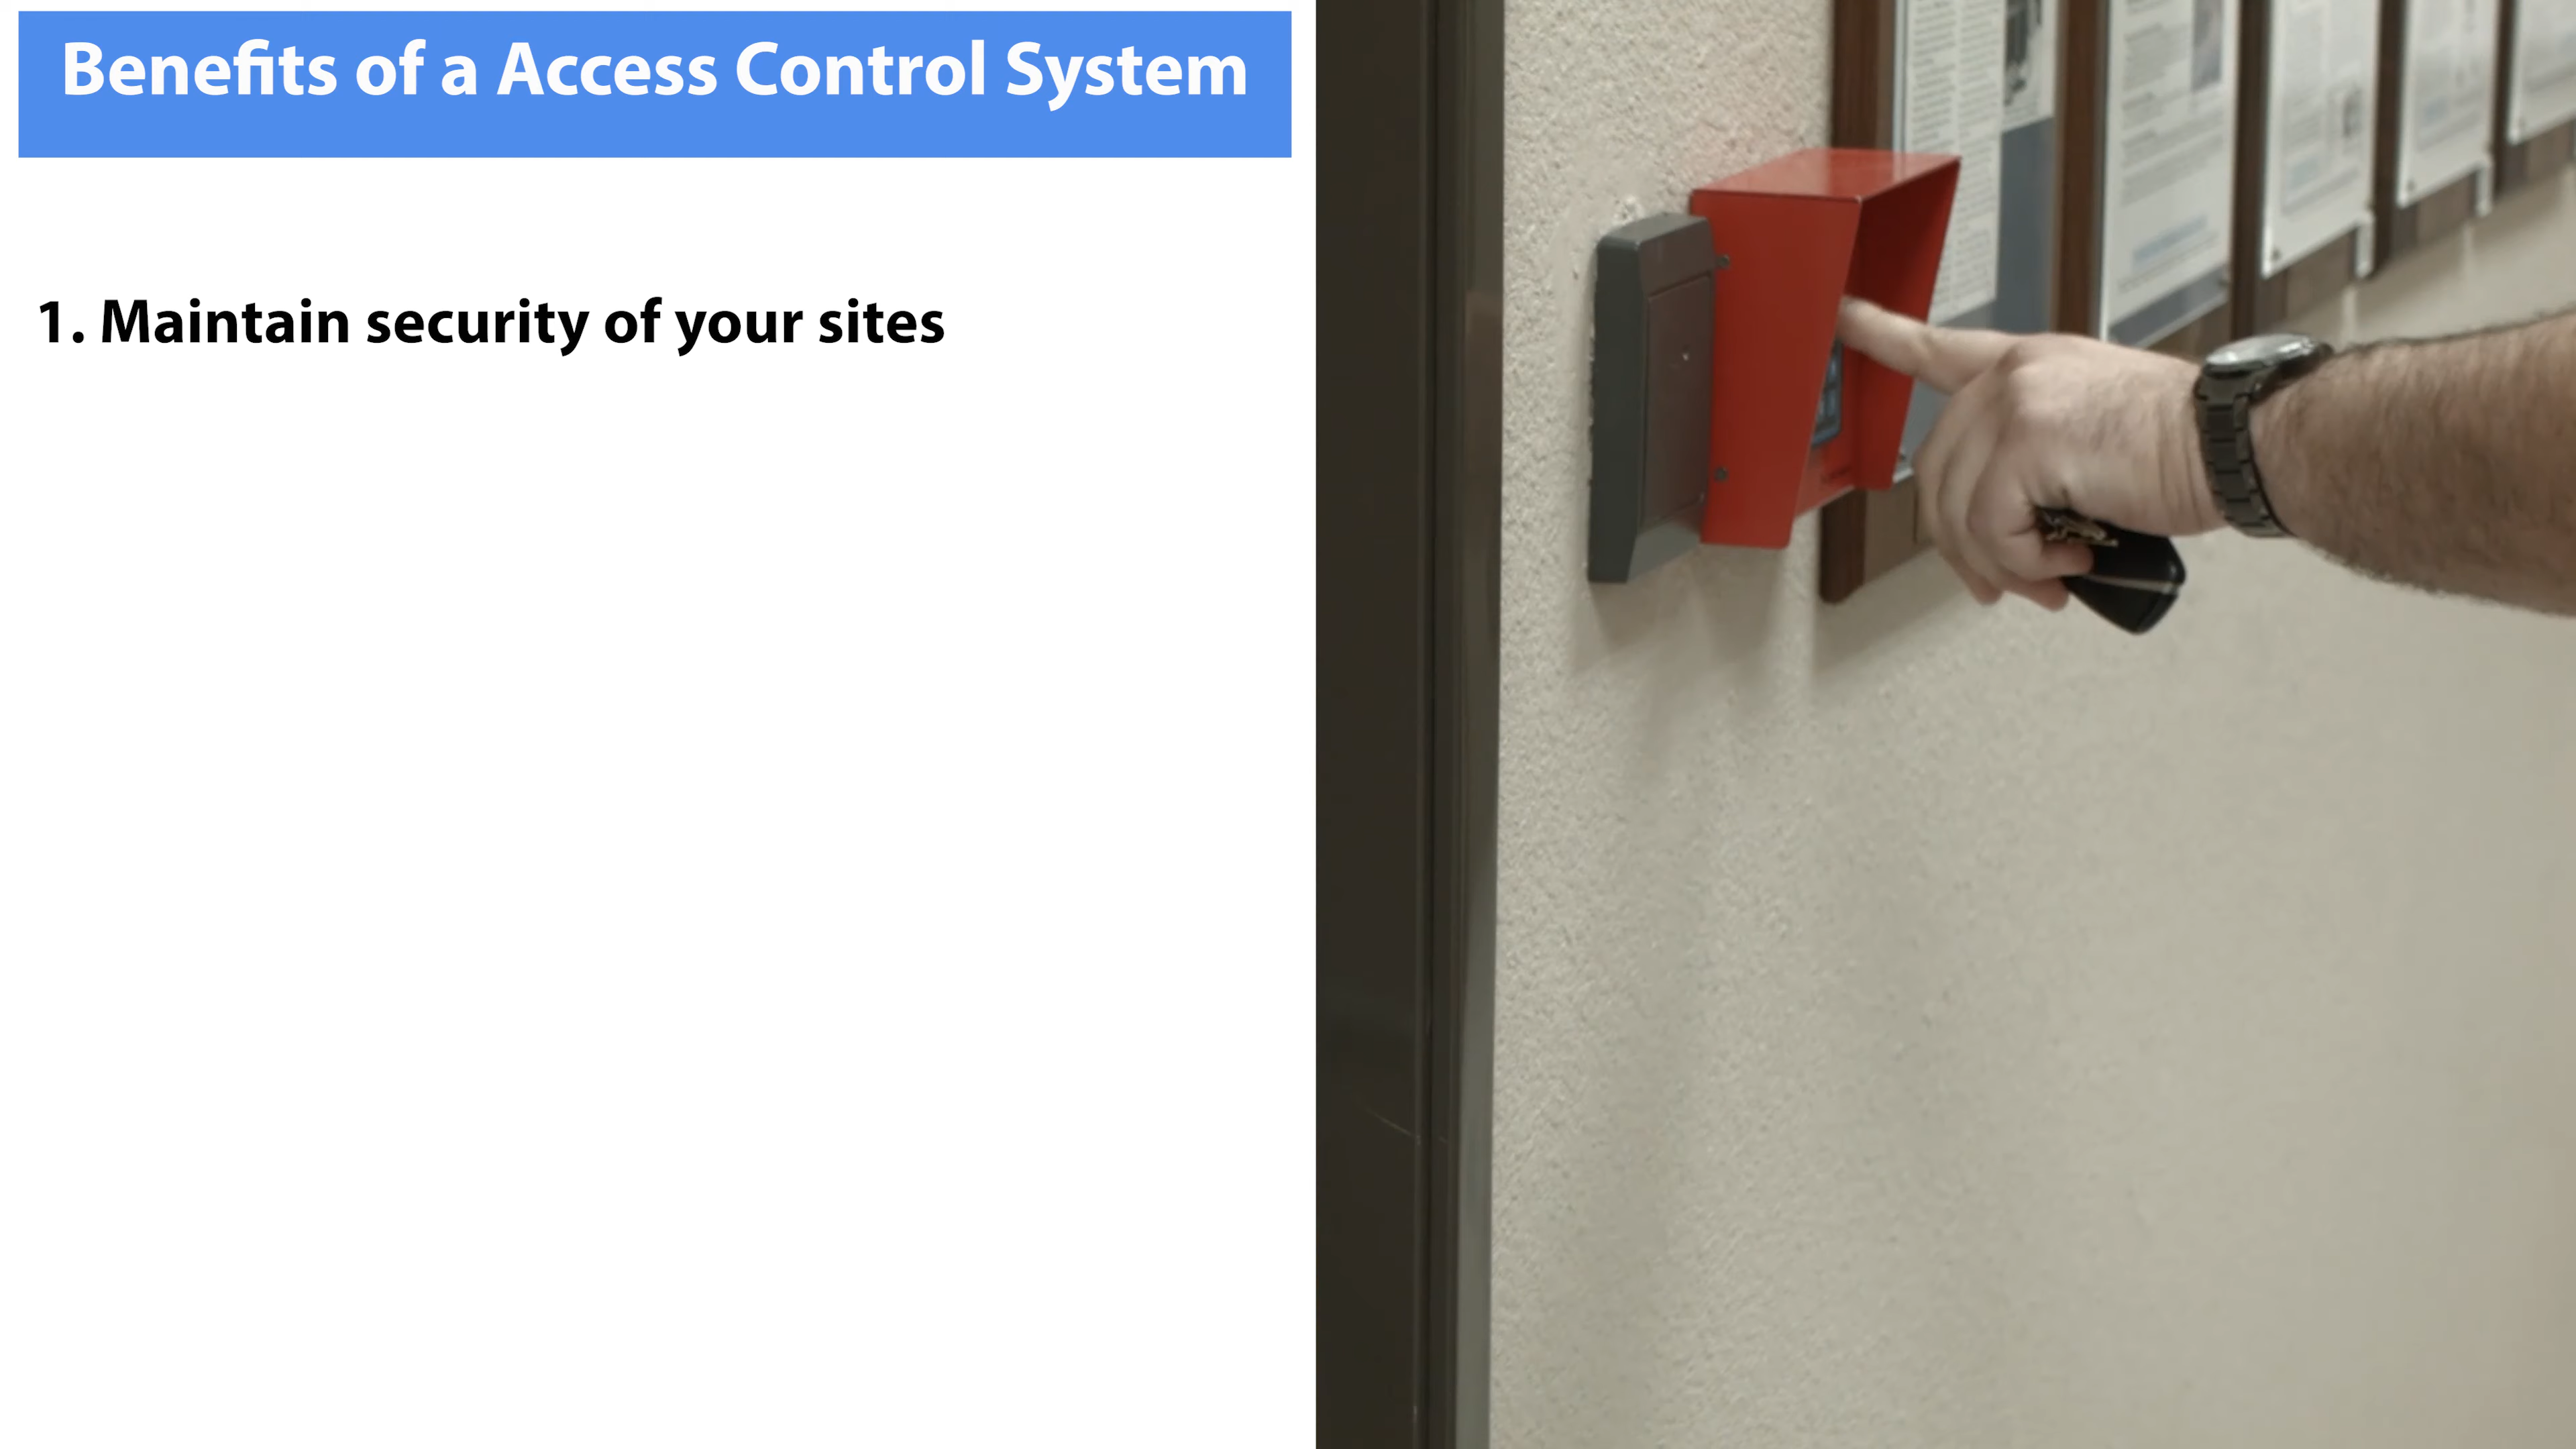 Benefits of a Access Control System
1. Maintain security of your sites